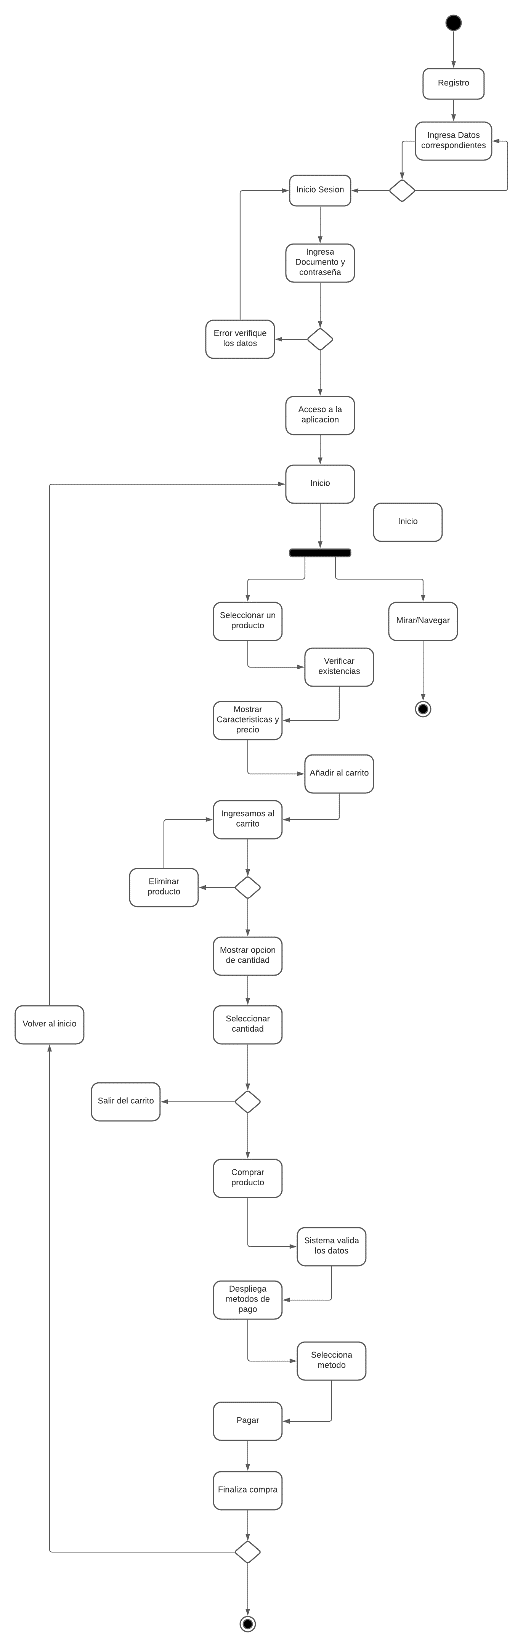 Registro
Ingresa Datos
correspondientes
Inicio Sesion
Ingresa
Documento y
contraseña
Error verifique
los datos
Acceso a la
aplicacion
Inicio
Inicio
Seleccionar un
producto
Mirar/Navegar
Verificar
existencias
Mostrar
Caracteristicas y
precio
Añadir al carrito
Ingresamos al
carrito
Eliminar
producto
Mostrar opcion
de cantidad
Volver al inicio
Seleccionar
cantidad
Salir del carrito
Comprar
producto
Sistema valida
los datos
Despliega
metodos de
pago
Selecciona
metodo
Pagar
Finaliza compra